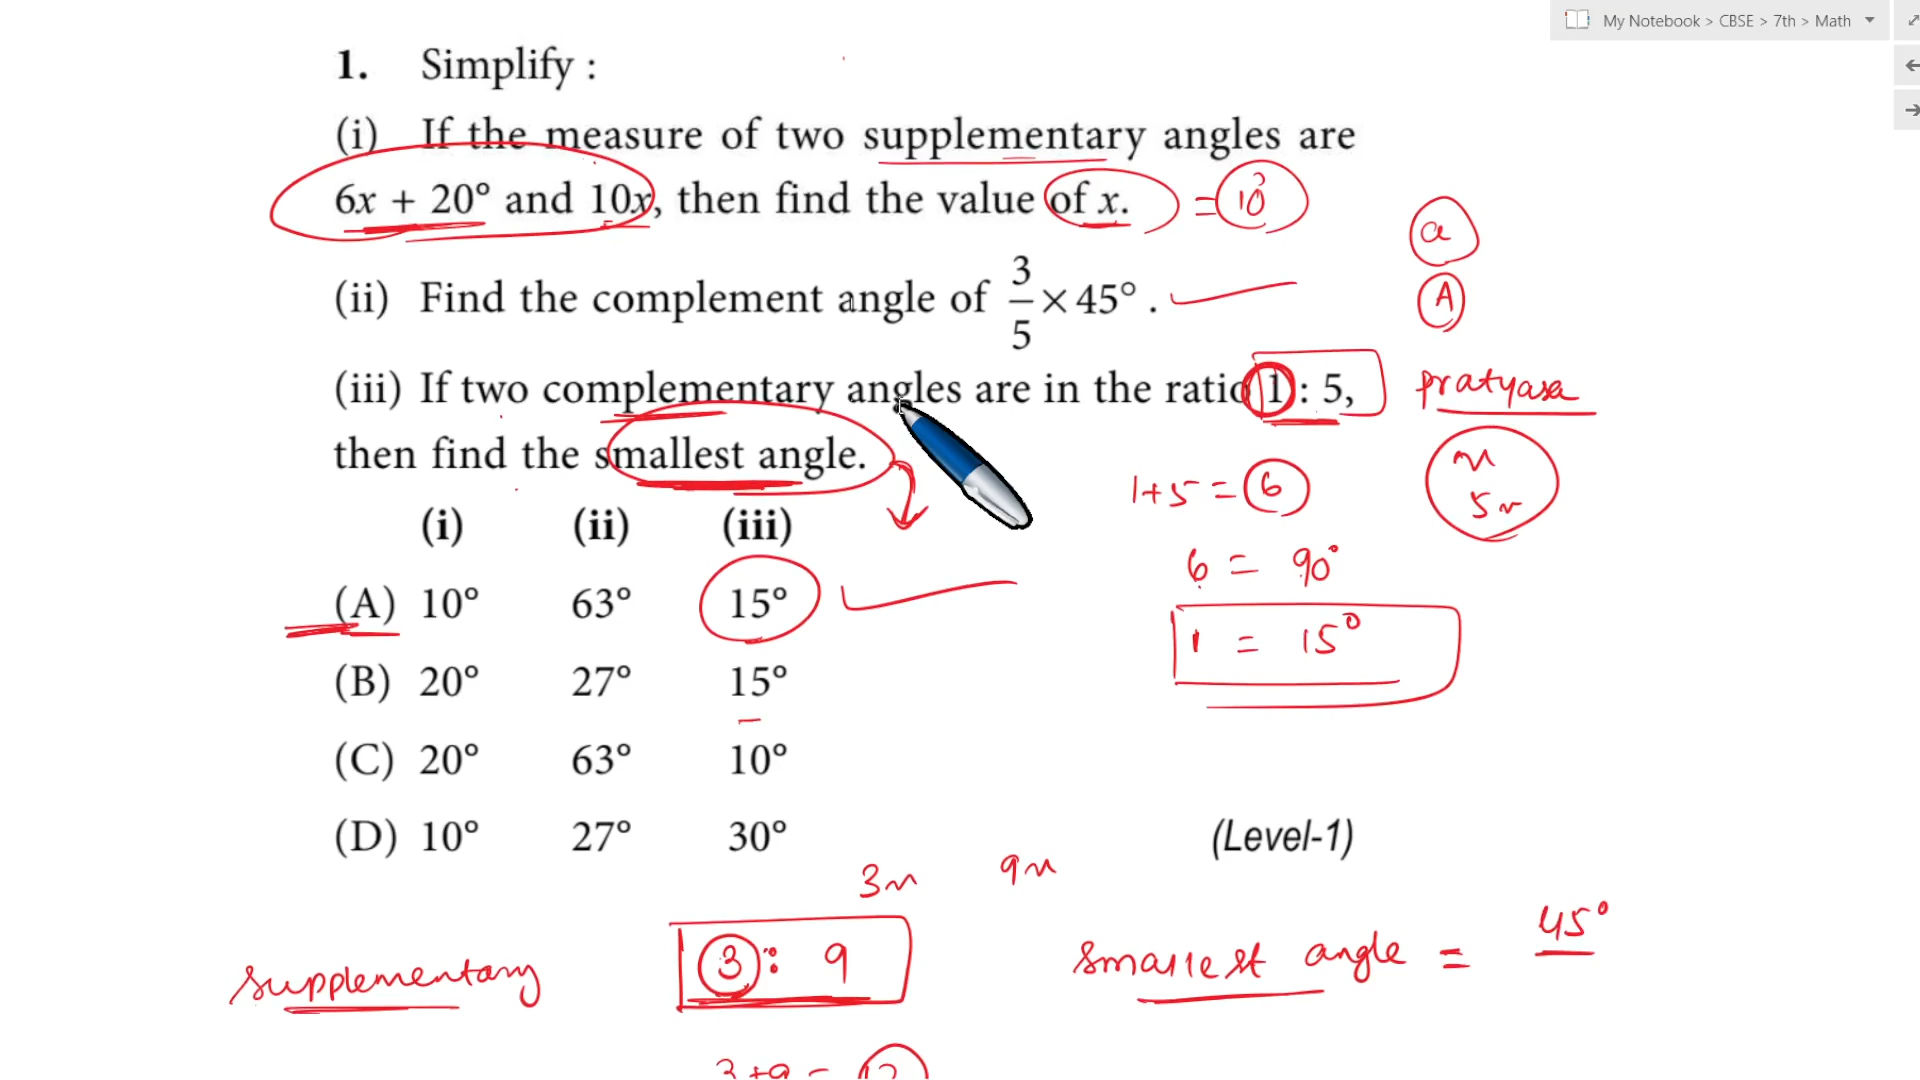 My Notebook > CBSE > 7th > Math
1. Simplify :
(i) If the measure of two supplementary angles are
6x + 20° and 10x, then find the value of x. = 10°
a
(ii) Find the complement angle of 3/5 × 45° .
A
(iii) If two complementary angles are in the ratio 1 : 5,
pratyasa
then find the smallest angle.
1+5 = 6
x
5x
(i) (ii) (iii)
6 = 90°
(A) 10° 63° 15°
1 = 15°
(B) 20° 27° 15°
(C) 20° 63° 10°
(D) 10° 27° 30°
(Level-1)
3x 9x
supplementary 3 : 9 smallest angle = 45°
3+9 = 12